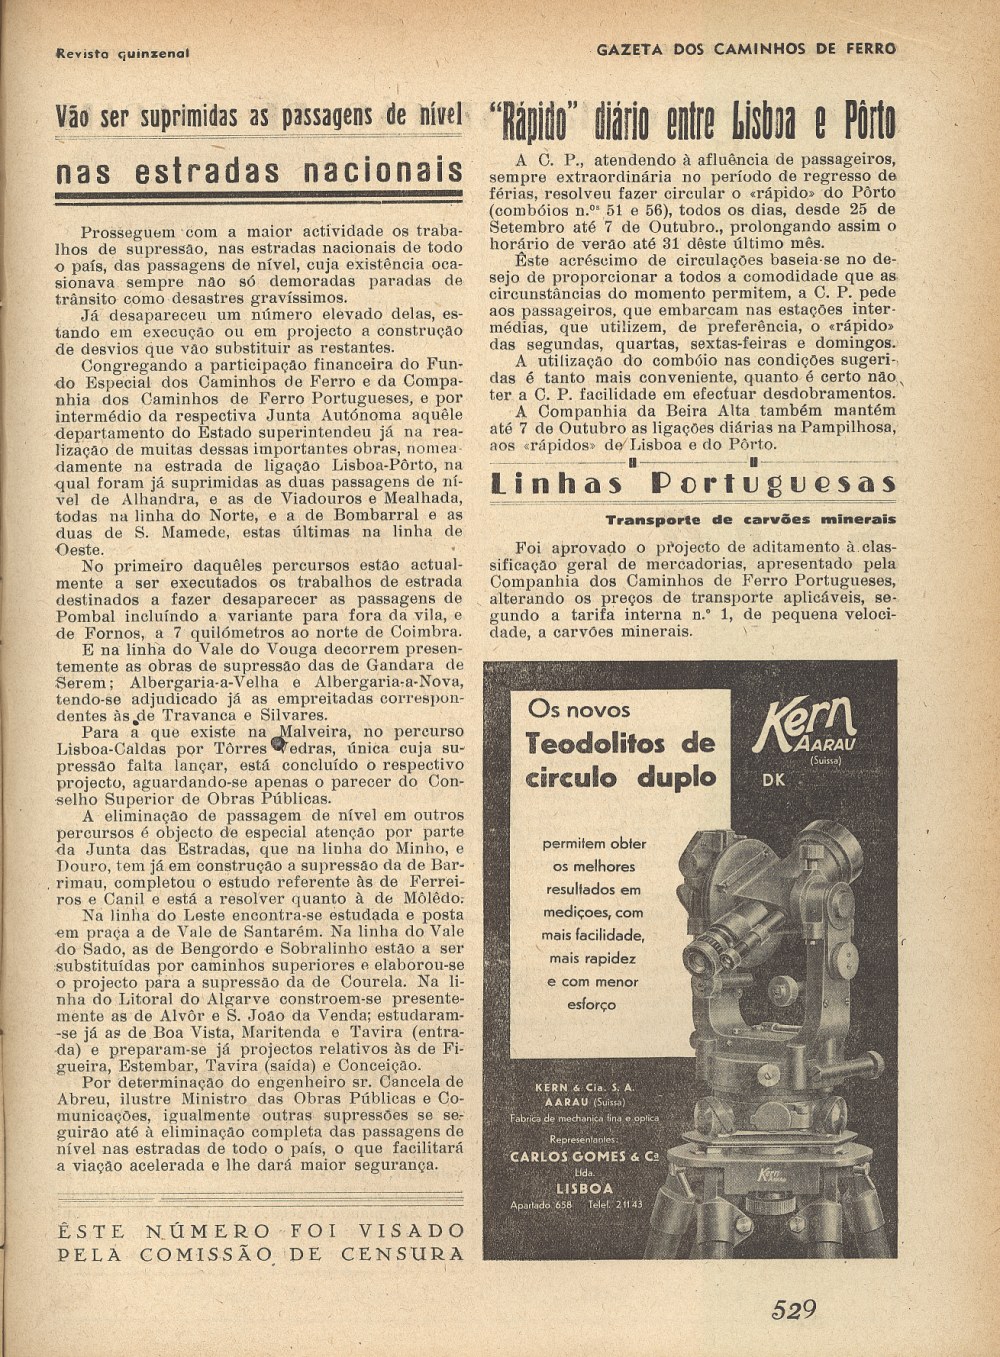 Revista quinzenal
GAZETA DOS CAMINHOS DE FERRO
Vão ser suprimidas as passagens de nível
nas estradas nacionais
Prosseguem com a maior actividade os traba-
lhos de supressão, nas estradas nacionais de todo
o país, das passagens de nível, cuja existência oca-
sionava sempre não só demoradas paradas de
trânsito como desastres gravíssimos.
Já desapareceu um número elevado delas, es-
tando em execução ou em projecto a construção
de desvios que vão substituir as restantes.
Congregando a participação financeira do Fun-
do Especial dos Caminhos de Ferro e da Compa-
nhia dos Caminhos de Ferro Portugueses, e por
intermédio da respectiva Junta Autónoma aquêle
departamento do Estado superintendeu já na rea-
lização de muitas dessas importantes obras, nomea-
damente na estrada de ligação Lisboa-Pôrto, na
qual foram já suprimidas as duas passagens de ní-
vel de Alhandra, e as de Viadouros e Mealhada,
todas na linha do Norte, e a de Bombarral e as
duas de S. Mamede, estas últimas na linha de
Oeste.
No primeiro daquêles percursos estão actual-
mente a ser executados os trabalhos de estrada
destinados a fazer desaparecer as passagens de
Pombal incluíndo a variante para fora da vila, e
de Fornos, a 7 quilómetros ao norte de Coimbra.
E na linha do Vale do Vouga decorrem presen-
temente as obras de supressão das de Gandara de
Serem; Albergaria-a-Velha e Albergaria-a-Nova,
tendo-se adjudicado já as empreitadas correspon-
dentes às de Travanca e Silvares.
Para a que existe na Malveira, no percurso
Lisboa-Caldas por Tôrres Vedras, única cuja su-
pressão falta lançar, está concluído o respectivo
projecto, aguardando-se apenas o parecer do Con-
selho Superior de Obras Públicas.
A eliminação de passagem de nível em outros
percursos é objecto de especial atenção por parte
da Junta das Estradas, que na linha do Minho, e
Douro, tem já em construção a supressão da de Bar-
rimau, completou o estudo referente às de Ferrei-
ros e Canil e está a resolver quanto à de Môlêdo.
Na linha do Leste encontra-se estudada e posta
em praça a de Vale de Santarém. Na linha do Vale
do Sado, as de Bengordo e Sobralinho estão a ser
substituídas por caminhos superiores e elaborou-se
o projecto para a supressão da de Courela. Na li-
nha do Litoral do Algarve constroem-se presente-
mente as de Alvôr e S. João da Venda; estudaram-
-se já as de Boa Vista, Maritenda e Tavira (entra-
da) e preparam-se já projectos relativos às de Fi-
gueira, Estembar, Tavira (saída) e Conceição.
Por determinação do engenheiro sr. Cancela de
Abreu, ilustre Ministro das Obras Públicas e Co-
municações, igualmente outras supressões se se-
guirão até à eliminação completa das passagens de
nível nas estradas de todo o país, o que facilitará
a viação acelerada e lhe dará maior segurança.
ÊSTE NÚMERO FOI VISADO
PELA COMISSÃO DE CENSURA
"Rápido" diário entre Lisboa e Pôrto
A C. P., atendendo à afluência de passageiros,
sempre extraordinária no período de regresso de
férias, resolveu fazer circular o «rápido» do Pôrto
(combóios n.os 51 e 56), todos os dias, desde 25 de
Setembro até 7 de Outubro., prolongando assim o
horário de verão até 31 dêste último mês.
Êste acréscimo de circulações baseia-se no de-
sejo de proporcionar a todos a comodidade que as
circunstâncias do momento permitem, a C. P. pede
aos passageiros, que embarcam nas estações inter-
médias, que utilizem, de preferência, o «rápido»
das segundas, quartas, sextas-feiras e domingos.
A utilização do combóio nas condições sugeri-
das é tanto mais conveniente, quanto é certo não
ter a C. P. facilidade em efectuar desdobramentos.
A Companhia da Beira Alta também mantém
até 7 de Outubro as ligações diárias na Pampilhosa,
aos «rápidos» de Lisboa e do Pôrto.
Linhas Portuguesas
Transporte de carvões minerais
Foi aprovado o projecto de aditamento à clas-
sificação geral de mercadorias, apresentado pela
Companhia dos Caminhos de Ferro Portugueses,
alterando os preços de transporte aplicáveis, se-
gundo a tarifa interna n.º 1, de pequena veloci-
dade, a carvões minerais.
Os novos
Teodolitos de
circulo duplo
Kern
AARAU
(Suissa)
DK
permitem obter
os melhores
resultados em
mediçoes, com
mais facilidade,
mais rapidez
e com menor
esforço
KERN & Cia. S. A.
AARAU (Suissa)
Fabrica de mechanica fina e optica
Representantes:
CARLOS GOMES & Cª
Lda.
LISBOA
Apartado 658 Telef. 21143
Kern
AARAU
529